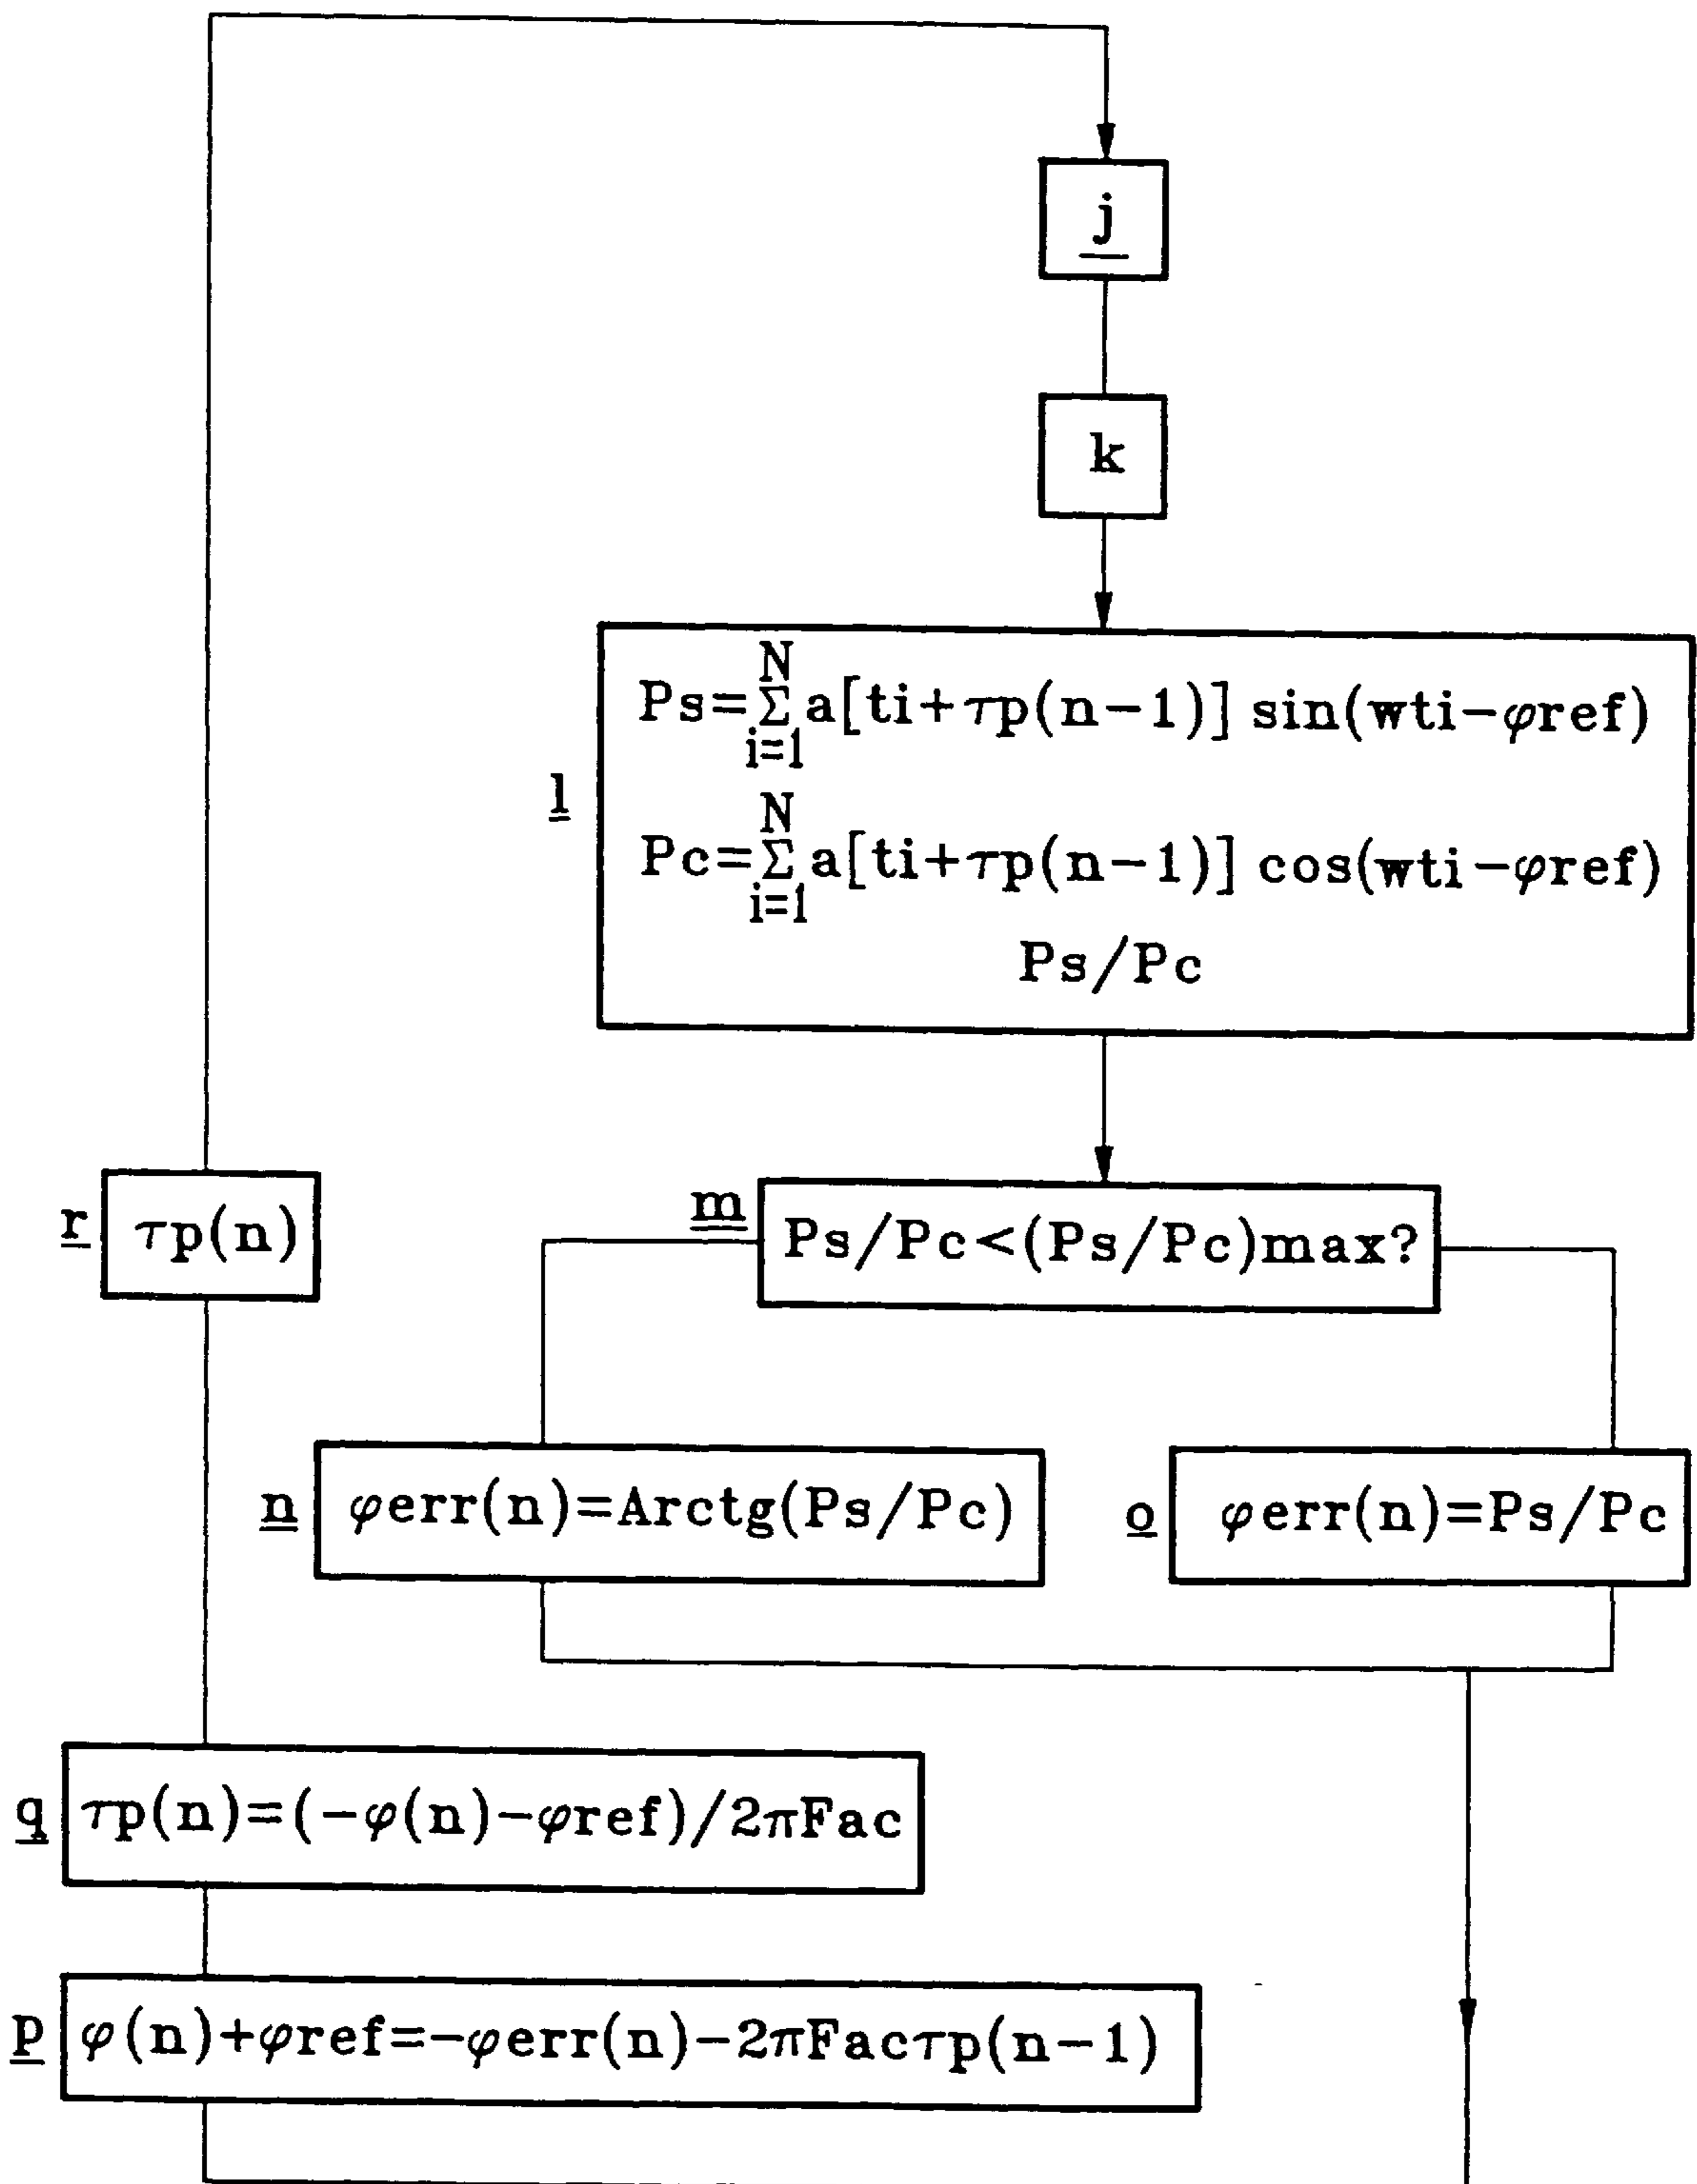 j
k
l
Ps=Σ a[ti+τp(n-1)] sin(wti-φref)
N
i=1
Pc=Σ a[ti+τp(n-1)] cos(wti-φref)
N
i=1
Ps/Pc
r
τp(n)
m
Ps/Pc<(Ps/Pc)max?
n
φerr(n)=Arctg(Ps/Pc)
o
φerr(n)=Ps/Pc
q
τp(n)=(-φ(n)-φref)/2πFac
p
φ(n)+φref=-φerr(n)-2πFacτp(n-1)